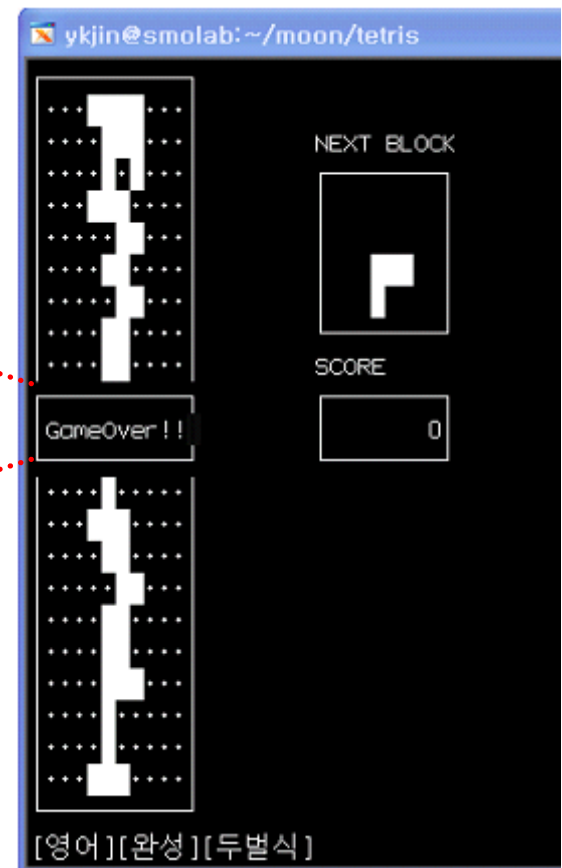 ykjin@smolab:~/moon/tetris
NEXT BLOCK
SCORE
GameOver!!
0
[영어][완성][두벌식]